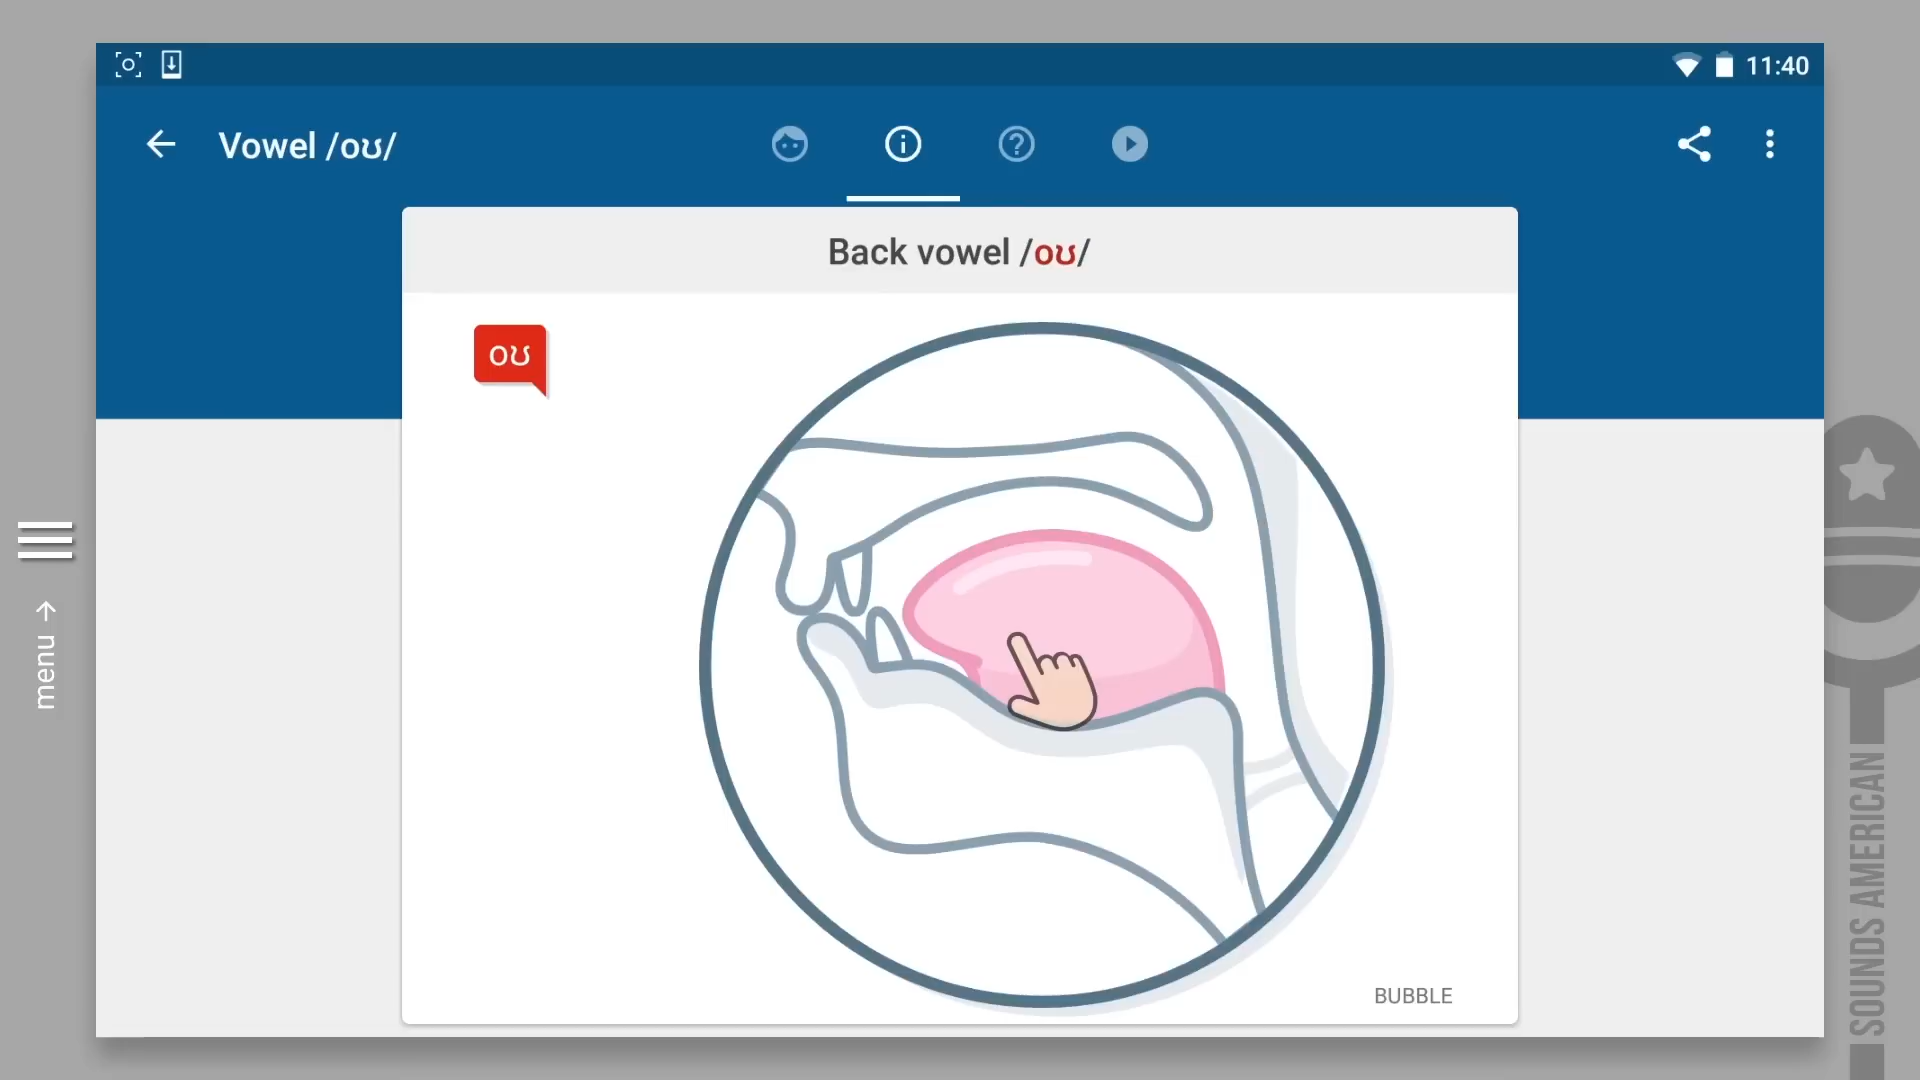 11:40
Vowel /oʊ/
Back vowel /oʊ/
oʊ
menu
BUBBLE
SOUNDS AMERICAN